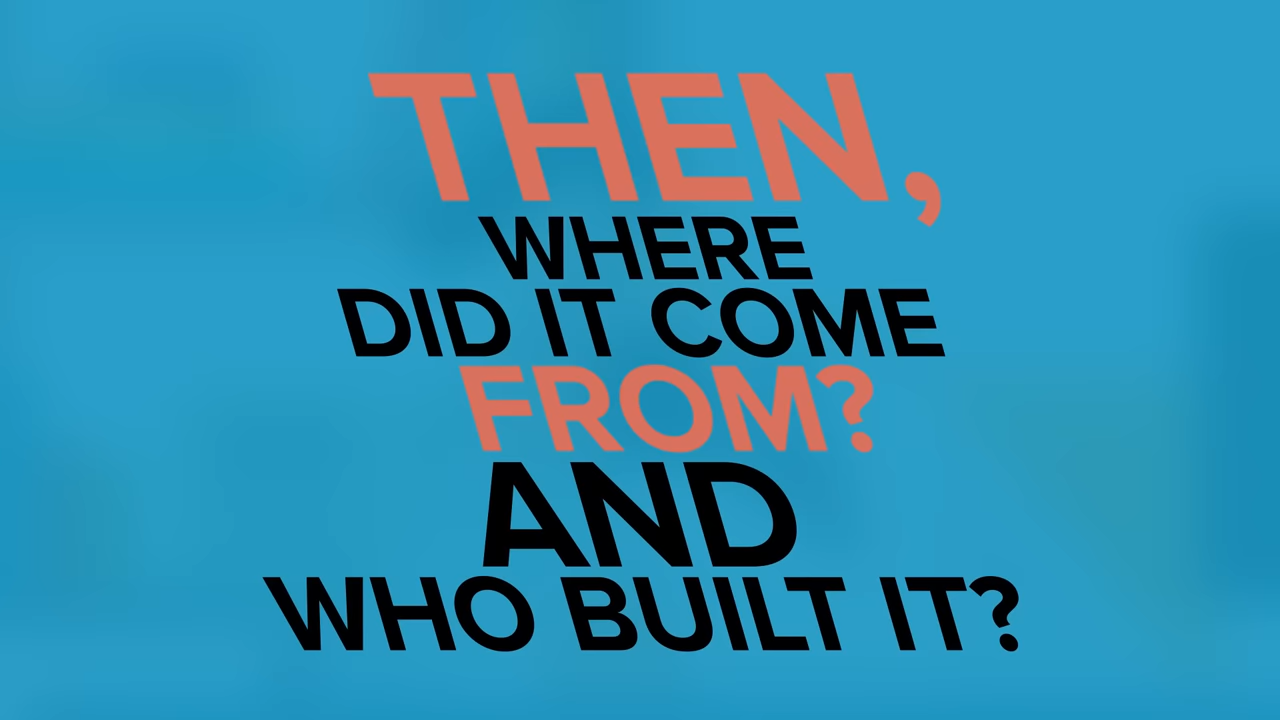 THEN,
WHERE
DID IT COME
FROM?
AND
WHO BUILT IT?